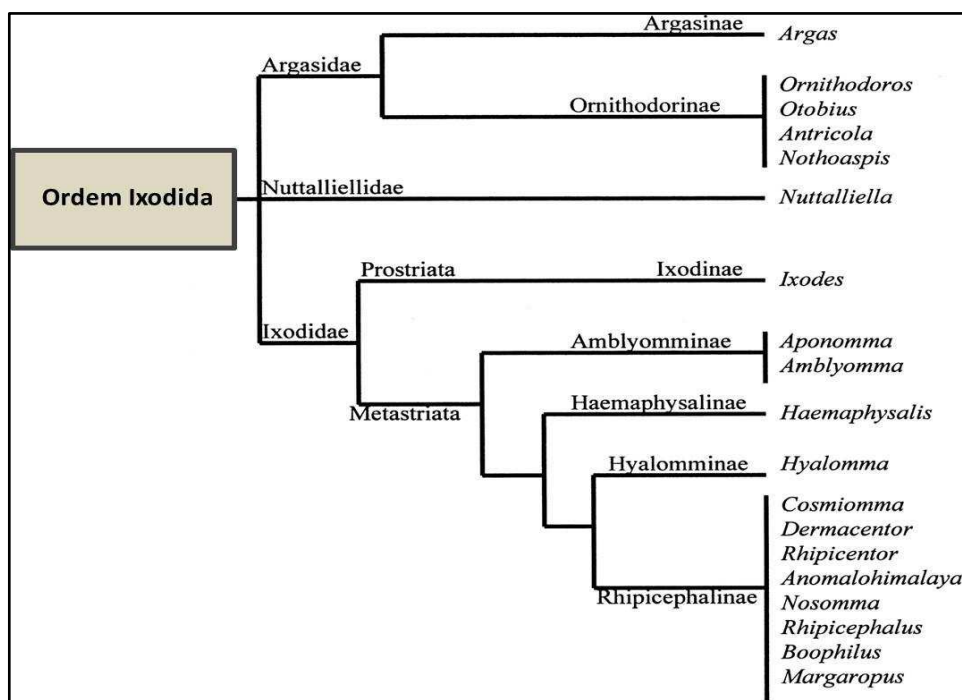 Argasinae
Argas
Argasidae
Ornithodoros
Ornithodorinae
Otobius
Antricola
Nothoaspis
Ordem Ixodida
Nuttalliellidae
Nuttalliella
Prostriata
Ixodinae
Ixodes
Ixodidae
Amblyomminae
Aponomma
Amblyomma
Metastriata
Haemaphysalinae
Haemaphysalis
Hyalomminae
Hyalomma
Cosmiomma
Dermacentor
Rhipicentor
Anomalohimalaya
Rhipicephalinae
Nosomma
Rhipicephalus
Boophilus
Margaropus